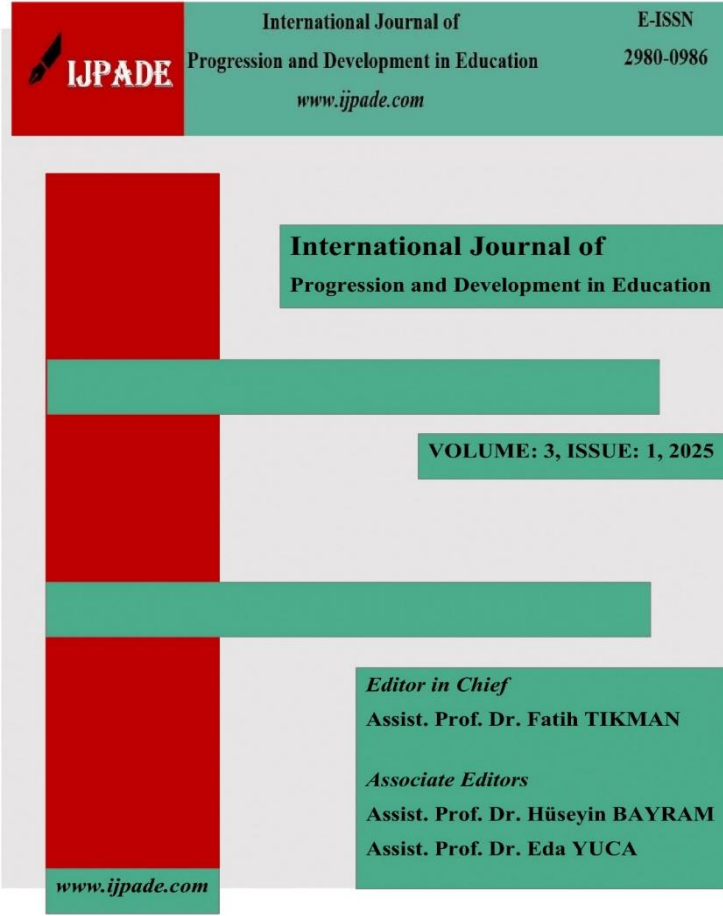 IJPADE
International Journal of
Progression and Development in Education
www.ijpade.com
E-ISSN
2980-0986
International Journal of
Progression and Development in Education
VOLUME: 3, ISSUE: 1, 2025
Editor in Chief
Assist. Prof. Dr. Fatih TIKMAN
Associate Editors
Assist. Prof. Dr. Hüseyin BAYRAM
Assist. Prof. Dr. Eda YUCA
www.ijpade.com